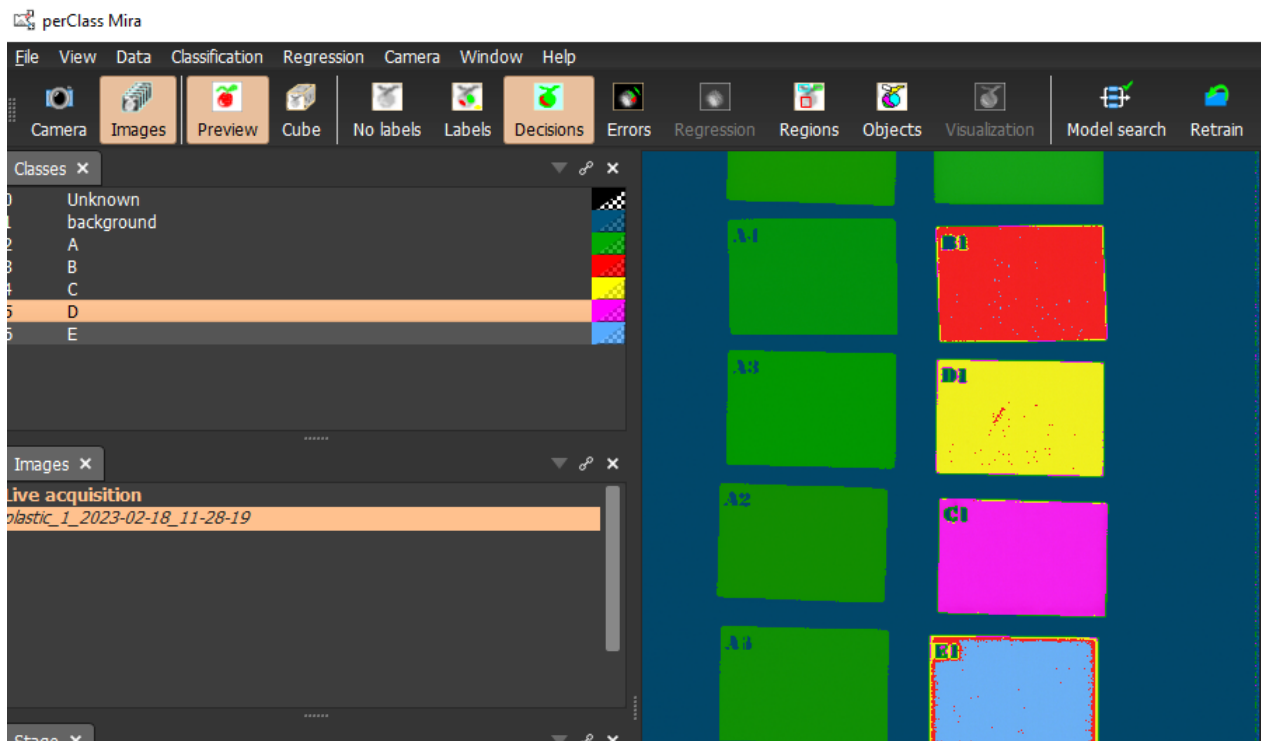 perClass Mira
File View Data Classification Regression Camera Window Help
Camera Images Preview Cube No labels Labels Decisions Errors Regression Regions Objects Visualization Model search Retrain
Classes
0 Unknown
1 background
2 A
3 B
4 C
5 D
6 E
Images
Live acquisition
plastic_1_2023-02-18_11-28-19
Stage
A4 B1
A3 D1
A2 C1
E1